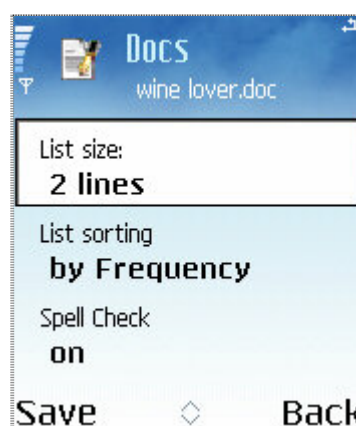 Docs
wine lover.doc
List size:
2 lines
List sorting
by Frequency
Spell Check
on
Save Back